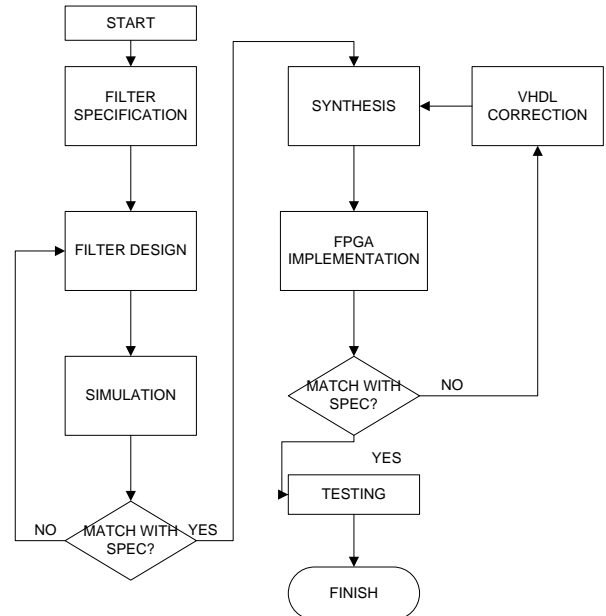 START
FILTER
SPECIFICATION
FILTER DESIGN
SIMULATION
MATCH WITH
SPEC?
NO
YES
SYNTHESIS
VHDL
CORRECTION
FPGA
IMPLEMENTATION
MATCH WITH
SPEC?
NO
YES
TESTING
FINISH